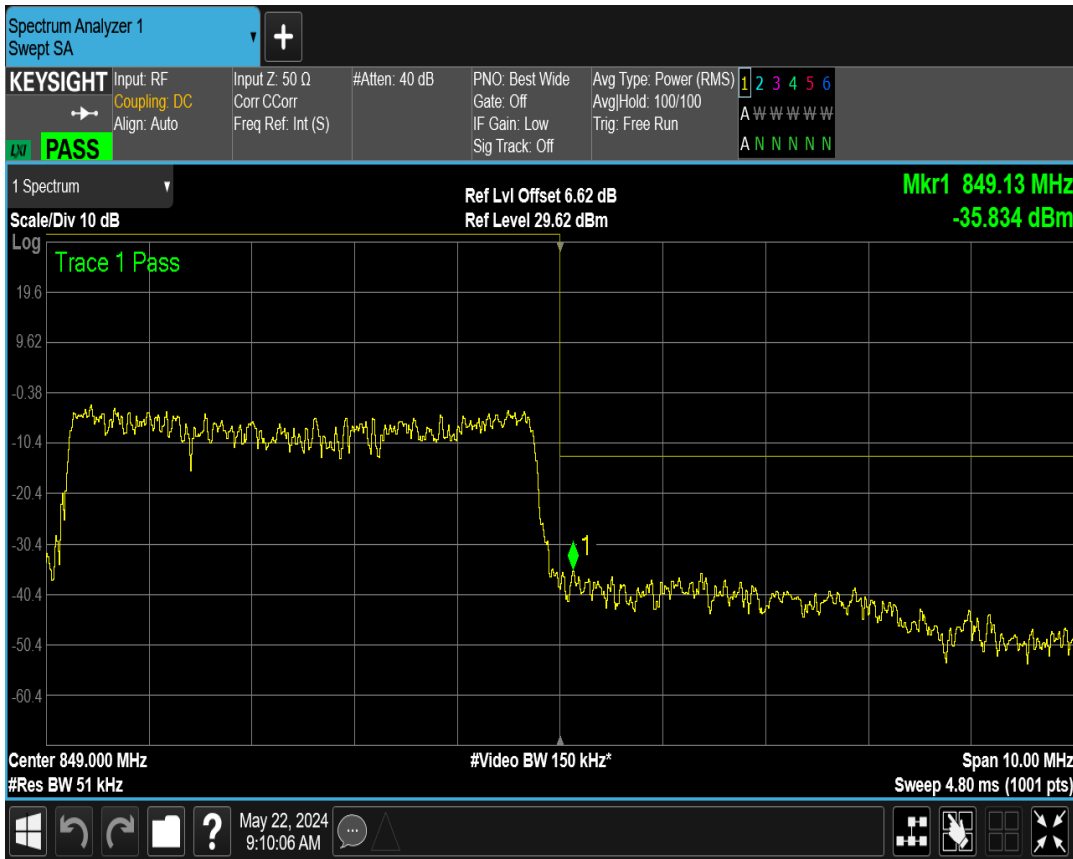 Spectrum Analyzer 1
Swept SA
+
KEYSIGHT
LXI PASS
Input: RF
Coupling: DC
Align: Auto
Input Z: 50 Ω
Corr CCorr
Freq Ref: Int (S)
#Atten: 40 dB
PNO: Best Wide
Gate: Off
IF Gain: Low
Sig Track: Off
Avg Type: Power (RMS)
Avg|Hold: 100/100
Trig: Free Run
1 2 3 4 5 6
A W W W W W
A N N N N N
1 Spectrum
Scale/Div 10 dB
Ref Lvl Offset 6.62 dB
Ref Level 29.62 dBm
Mkr1 849.13 MHz
-35.834 dBm
Log
Trace 1 Pass
19.6
9.62
-0.38
-10.4
-20.4
-30.4
-40.4
-50.4
-60.4
1
Center 849.000 MHz
#Res BW 51 kHz
#Video BW 150 kHz*
Span 10.00 MHz
Sweep 4.80 ms (1001 pts)
?
May 22, 2024
9:10:06 AM